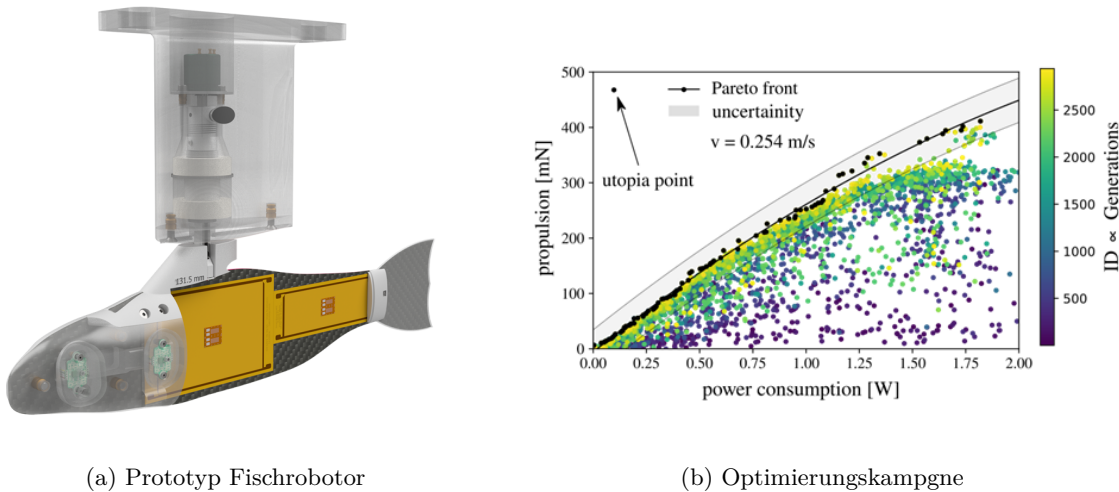 131.5 mm
500
400
300
200
100
0
propulsion [mN]
Pareto front
uncertainity
v = 0.254 m/s
utopia point
0.00 0.25 0.50 0.75 1.00 1.25 1.50 1.75 2.00
power consumption [W]
2500
2000
1500
1000
500
ID ∝ Generations
(a) Prototyp Fischrobotor
(b) Optimierungskampgne